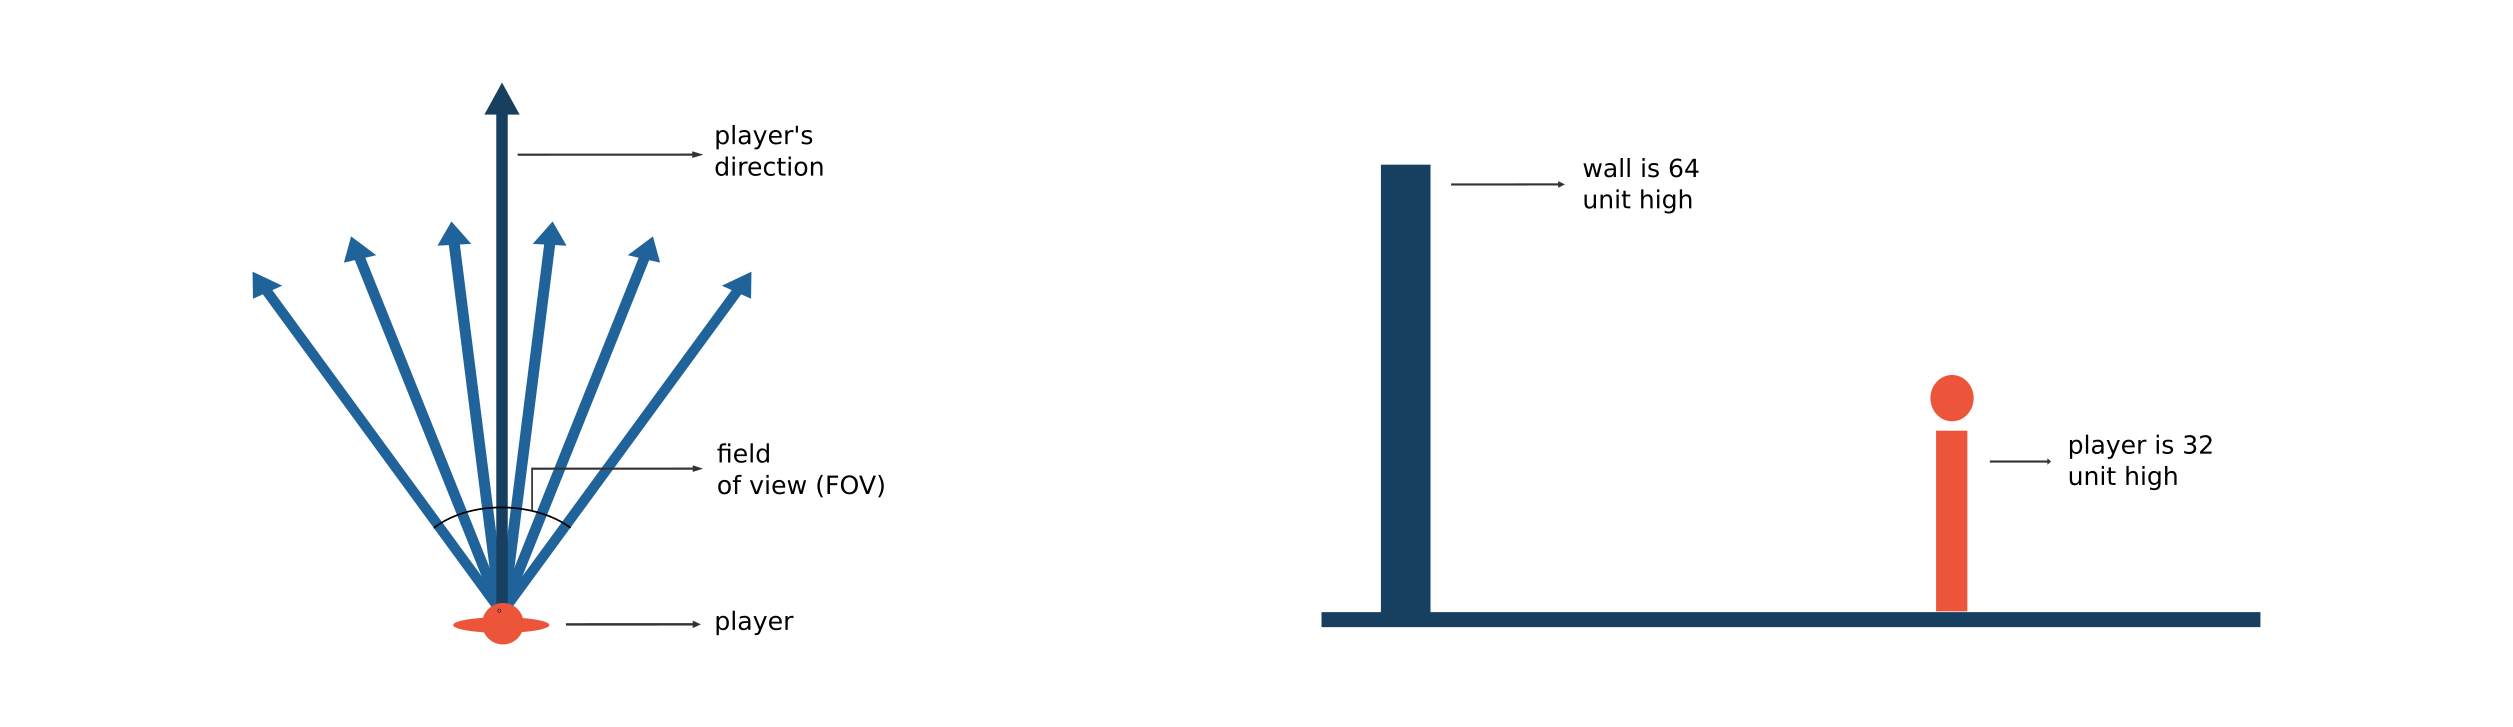 player's
direction
field
of view (FOV)
player
wall is 64
unit high
player is 32
unit high